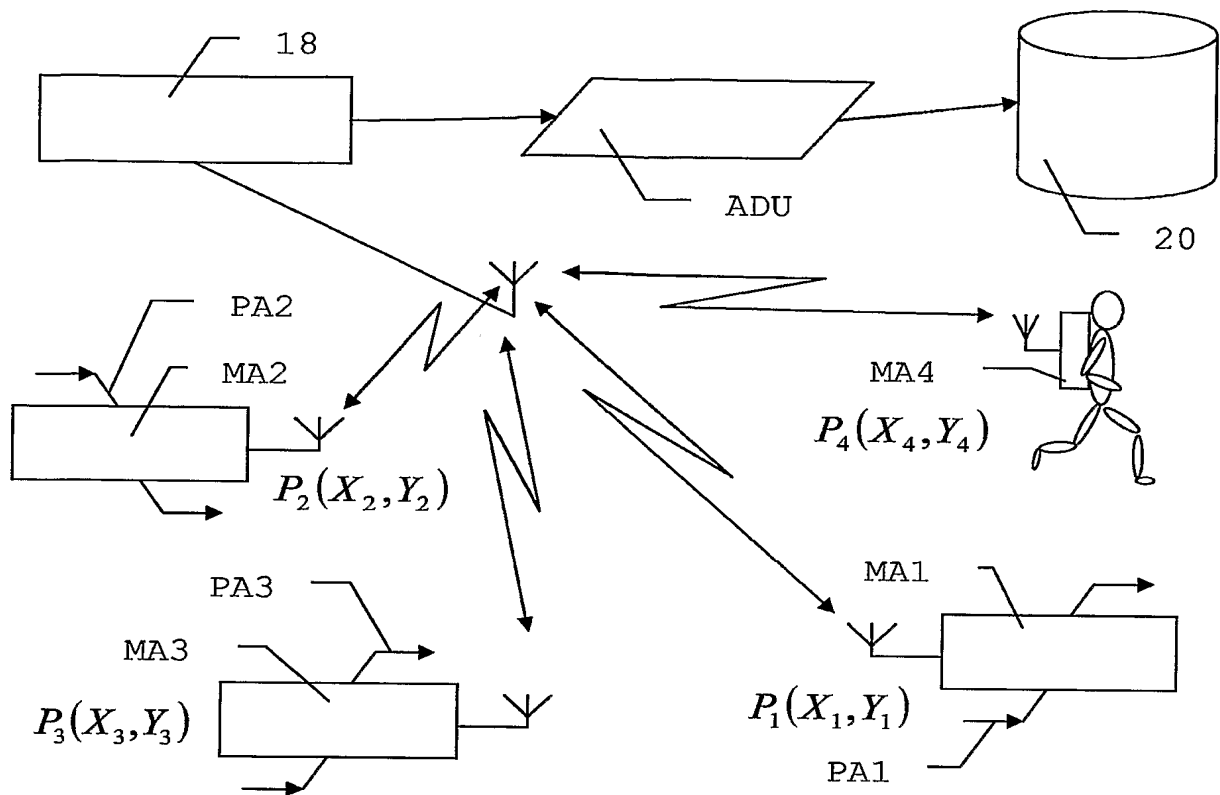 18
ADU
20
PA2
MA2
MA4
P₄(X₄,Y₄)
P₂(X₂,Y₂)
PA3
MA1
MA3
P₃(X₃,Y₃)
P₁(X₁,Y₁)
PA1